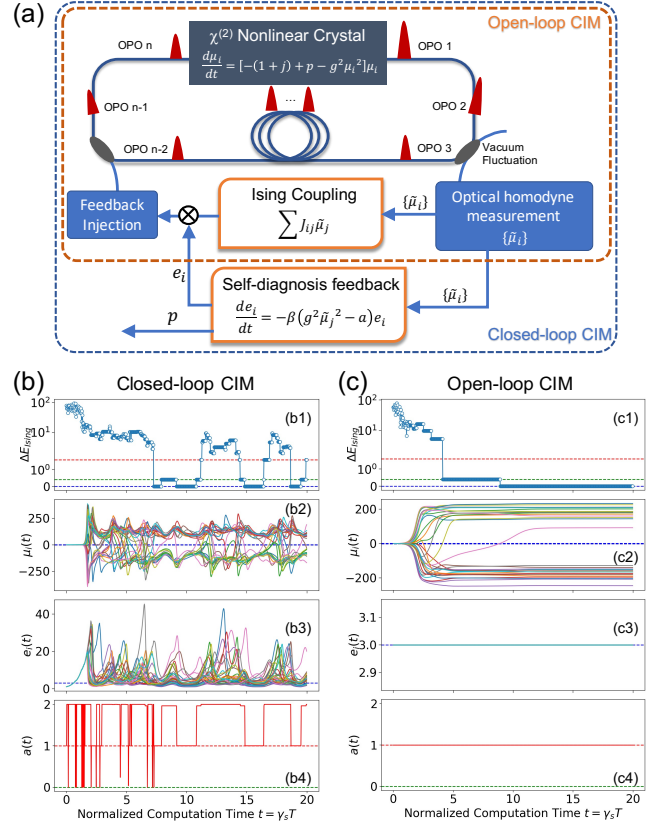 (a)
Open-loop CIM
OPO n
χ⁽²⁾ Nonlinear Crystal
dμᵢ/dt = [−(1 + j) + p − g²μᵢ²]μᵢ
OPO 1
OPO n-1
...
OPO 2
OPO n-2
OPO 3
Vacuum
Fluctuation
Feedback
Injection
Ising Coupling
∑ Jᵢⱼμ̃ⱼ
{μ̃ᵢ}
Optical homodyne
measurement
{μ̃ᵢ}
eᵢ
Self-diagnosis feedback
deᵢ/dt = −β(g²μ̃ⱼ² − a)eᵢ
{μ̃ᵢ}
p
Closed-loop CIM
(b) Closed-loop CIM
(b1)
ΔE_Ising
10²
10¹
10⁰
0
(b2)
μᵢ(t)
250
0
−250
(b3)
eᵢ(t)
40
20
0
(b4)
a(t)
2
1
0
0 5 10 15 20
Normalized Computation Time t = γₛT
(c) Open-loop CIM
(c1)
ΔE_Ising
10²
10¹
10⁰
0
(c2)
μᵢ(t)
200
0
−200
(c3)
eᵢ(t)
3.1
3.0
2.9
(c4)
a(t)
2
1
0
0 5 10 15 20
Normalized Computation Time t = γₛT